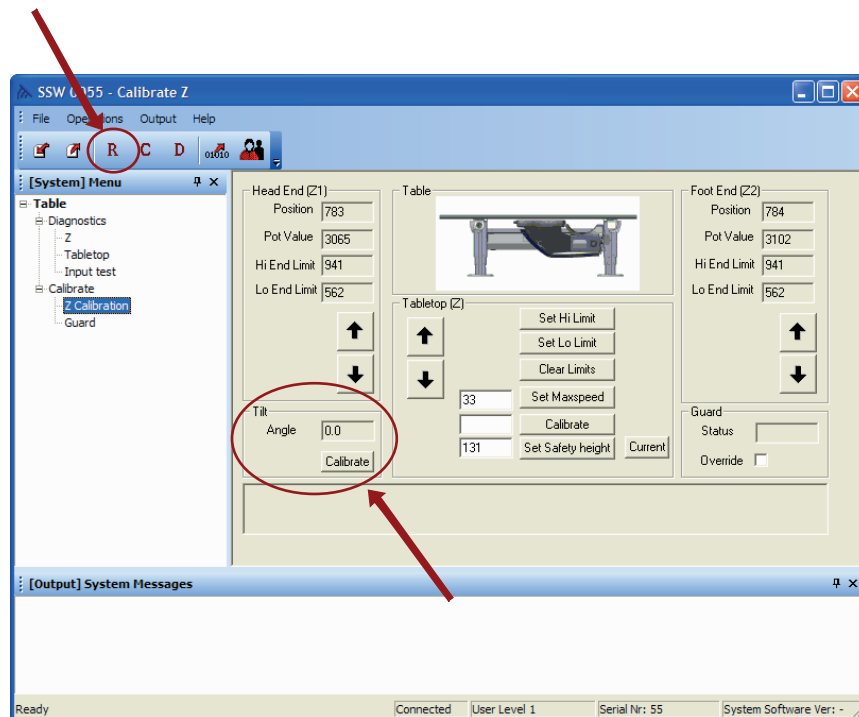 SSW 0055 - Calibrate Z
File Operations Output Help
R C D 01010
[System] Menu
Table
Diagnostics
Z
Tabletop
Input test
Calibrate
Z Calibration
Guard
Head End (Z1)
Position 783
Pot Value 3065
Hi End Limit 941
Lo End Limit 562
Tilt
Angle 0.0
Calibrate
Table
Tabletop (Z)
Set Hi Limit
Set Lo Limit
Clear Limits
33 Set Maxspeed
Calibrate
131 Set Safety height Current
Foot End (Z2)
Position 784
Pot Value 3102
Hi End Limit 941
Lo End Limit 562
Guard
Status
Override
[Output] System Messages
Ready Connected User Level 1 Serial Nr: 55 System Software Ver: -